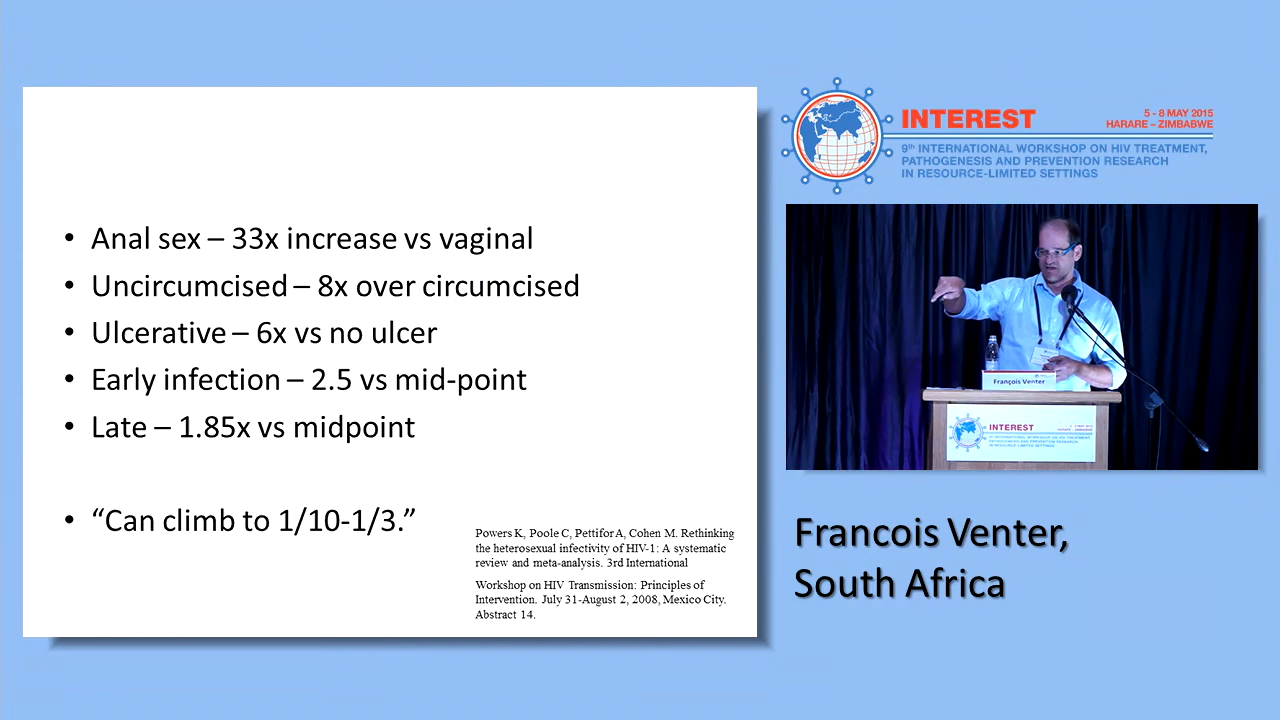 • Anal sex – 33x increase vs vaginal
• Uncircumcised – 8x over circumcised
• Ulcerative – 6x vs no ulcer
• Early infection – 2.5 vs mid-point
• Late – 1.85x vs midpoint
• “Can climb to 1/10-1/3.”
Powers K, Poole C, Pettifor A, Cohen M. Rethinking
the heterosexual infectivity of HIV-1: A systematic
review and meta-analysis. 3rd International
Workshop on HIV Transmission: Principles of
Intervention. July 31-August 2, 2008, Mexico City.
Abstract 14.
INTEREST
5 - 8 MAY 2015
HARARE – ZIMBABWE
9th INTERNATIONAL WORKSHOP ON HIV TREATMENT,
PATHOGENESIS AND PREVENTION RESEARCH
IN RESOURCE-LIMITED SETTINGS
François Venter
INTEREST
Francois Venter,
South Africa